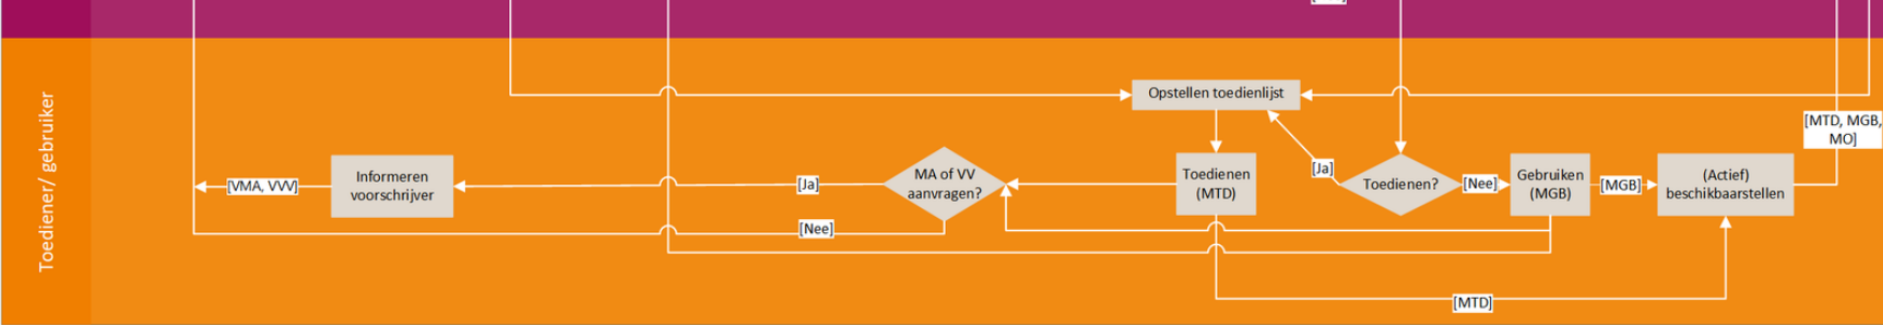 Toediener/ gebruiker
Opstellen toedienlijst
[MTD, MGB,
MO]
Informeren
voorschrijver
[VMA, VVV]
[Ja]
MA of VV
aanvragen?
[Nee]
Toedienen
(MTD)
[Ja]
Toedienen?
[Nee]
Gebruiken
(MGB)
[MGB]
(Actief)
beschikbaarstellen
[MTD]